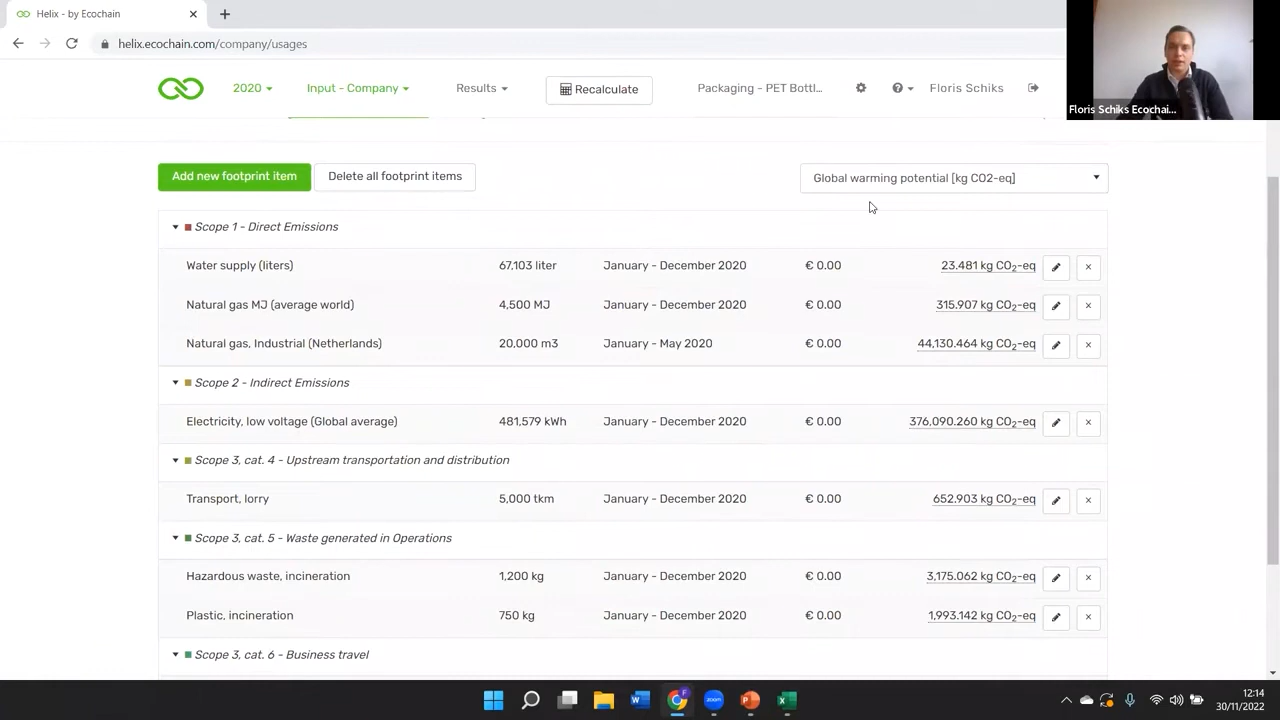 Helix - by Ecochain
helix.ecochain.com/company/usages
2020 Input - Company Results Recalculate Packaging - PET Bottl... Floris Schiks
Floris Schiks Ecochai...
Add new footprint item Delete all footprint items Global warming potential [kg CO2-eq]
Scope 1 - Direct Emissions
Water supply (liters) 67,103 liter January - December 2020 € 0.00 23.481 kg CO₂-eq
Natural gas MJ (average world) 4,500 MJ January - December 2020 € 0.00 315.907 kg CO₂-eq
Natural gas, Industrial (Netherlands) 20,000 m3 January - May 2020 € 0.00 44,130.464 kg CO₂-eq
Scope 2 - Indirect Emissions
Electricity, low voltage (Global average) 481,579 kWh January - December 2020 € 0.00 376,090.260 kg CO₂-eq
Scope 3, cat. 4 - Upstream transportation and distribution
Transport, lorry 5,000 tkm January - December 2020 € 0.00 652.903 kg CO₂-eq
Scope 3, cat. 5 - Waste generated in Operations
Hazardous waste, incineration 1,200 kg January - December 2020 € 0.00 3,175.062 kg CO₂-eq
Plastic, incineration 750 kg January - December 2020 € 0.00 1,993.142 kg CO₂-eq
Scope 3, cat. 6 - Business travel
12:14
30/11/2022